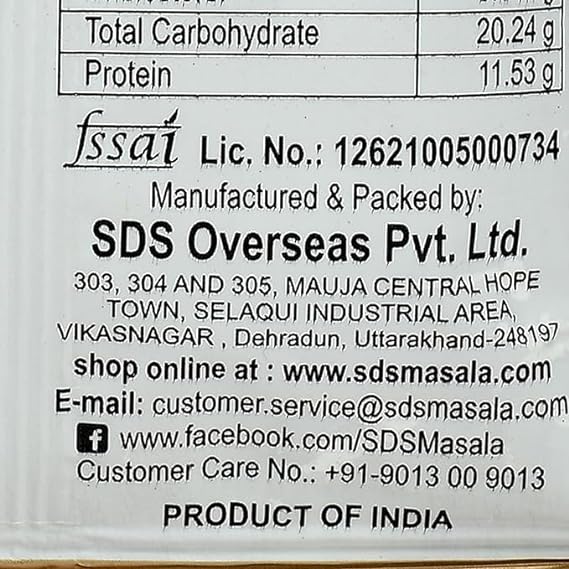 Total Carbohydrate 20.24 g
Protein 11.53 g
fssai Lic. No.: 12621005000734
Manufactured & Packed by:
SDS Overseas Pvt. Ltd.
303, 304 AND 305, MAUJA CENTRAL HOPE
TOWN, SELAQUI INDUSTRIAL AREA,
VIKASNAGAR , Dehradun, Uttarakhand-248197
shop online at : www.sdsmasala.com
E-mail: customer.service@sdsmasala.com
f www.facebook.com/SDSMasala
Customer Care No.: +91-9013 00 9013
PRODUCT OF INDIA